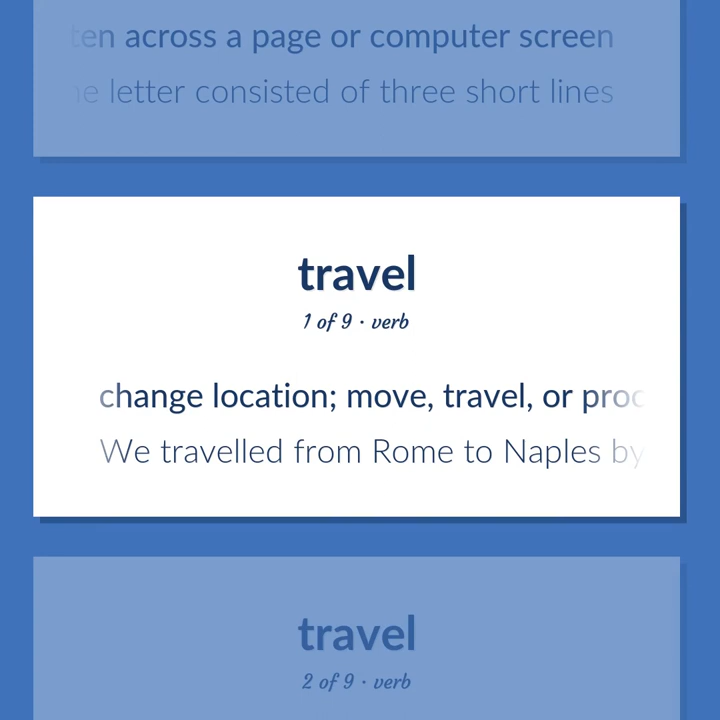 across a page or computer screen
letter consisted of three short lines
travel
1 of 9 · verb
change location; move, travel, or
We travelled from Rome to Naples by
travel
2 of 9 · verb